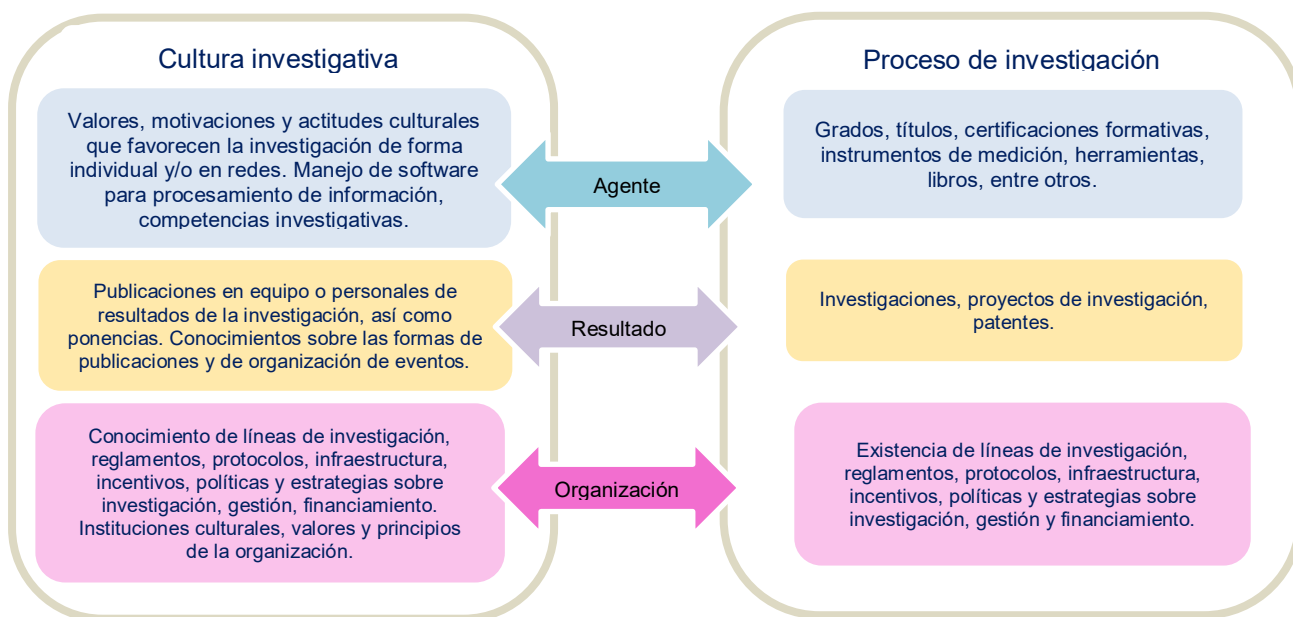 Cultura investigativa
Valores, motivaciones y actitudes culturales
que favorecen la investigación de forma
individual y/o en redes. Manejo de software
para procesamiento de información,
competencias investigativas.
Publicaciones en equipo o personales de
resultados de la investigación, así como
ponencias. Conocimientos sobre las formas de
publicaciones y de organización de eventos.
Conocimiento de líneas de investigación,
reglamentos, protocolos, infraestructura,
incentivos, políticas y estrategias sobre
investigación, gestión, financiamiento.
Instituciones culturales, valores y principios
de la organización.
Agente
Resultado
Organización
Proceso de investigación
Grados, títulos, certificaciones formativas,
instrumentos de medición, herramientas,
libros, entre otros.
Investigaciones, proyectos de investigación,
patentes.
Existencia de líneas de investigación,
reglamentos, protocolos, infraestructura,
incentivos, políticas y estrategias sobre
investigación, gestión y financiamiento.